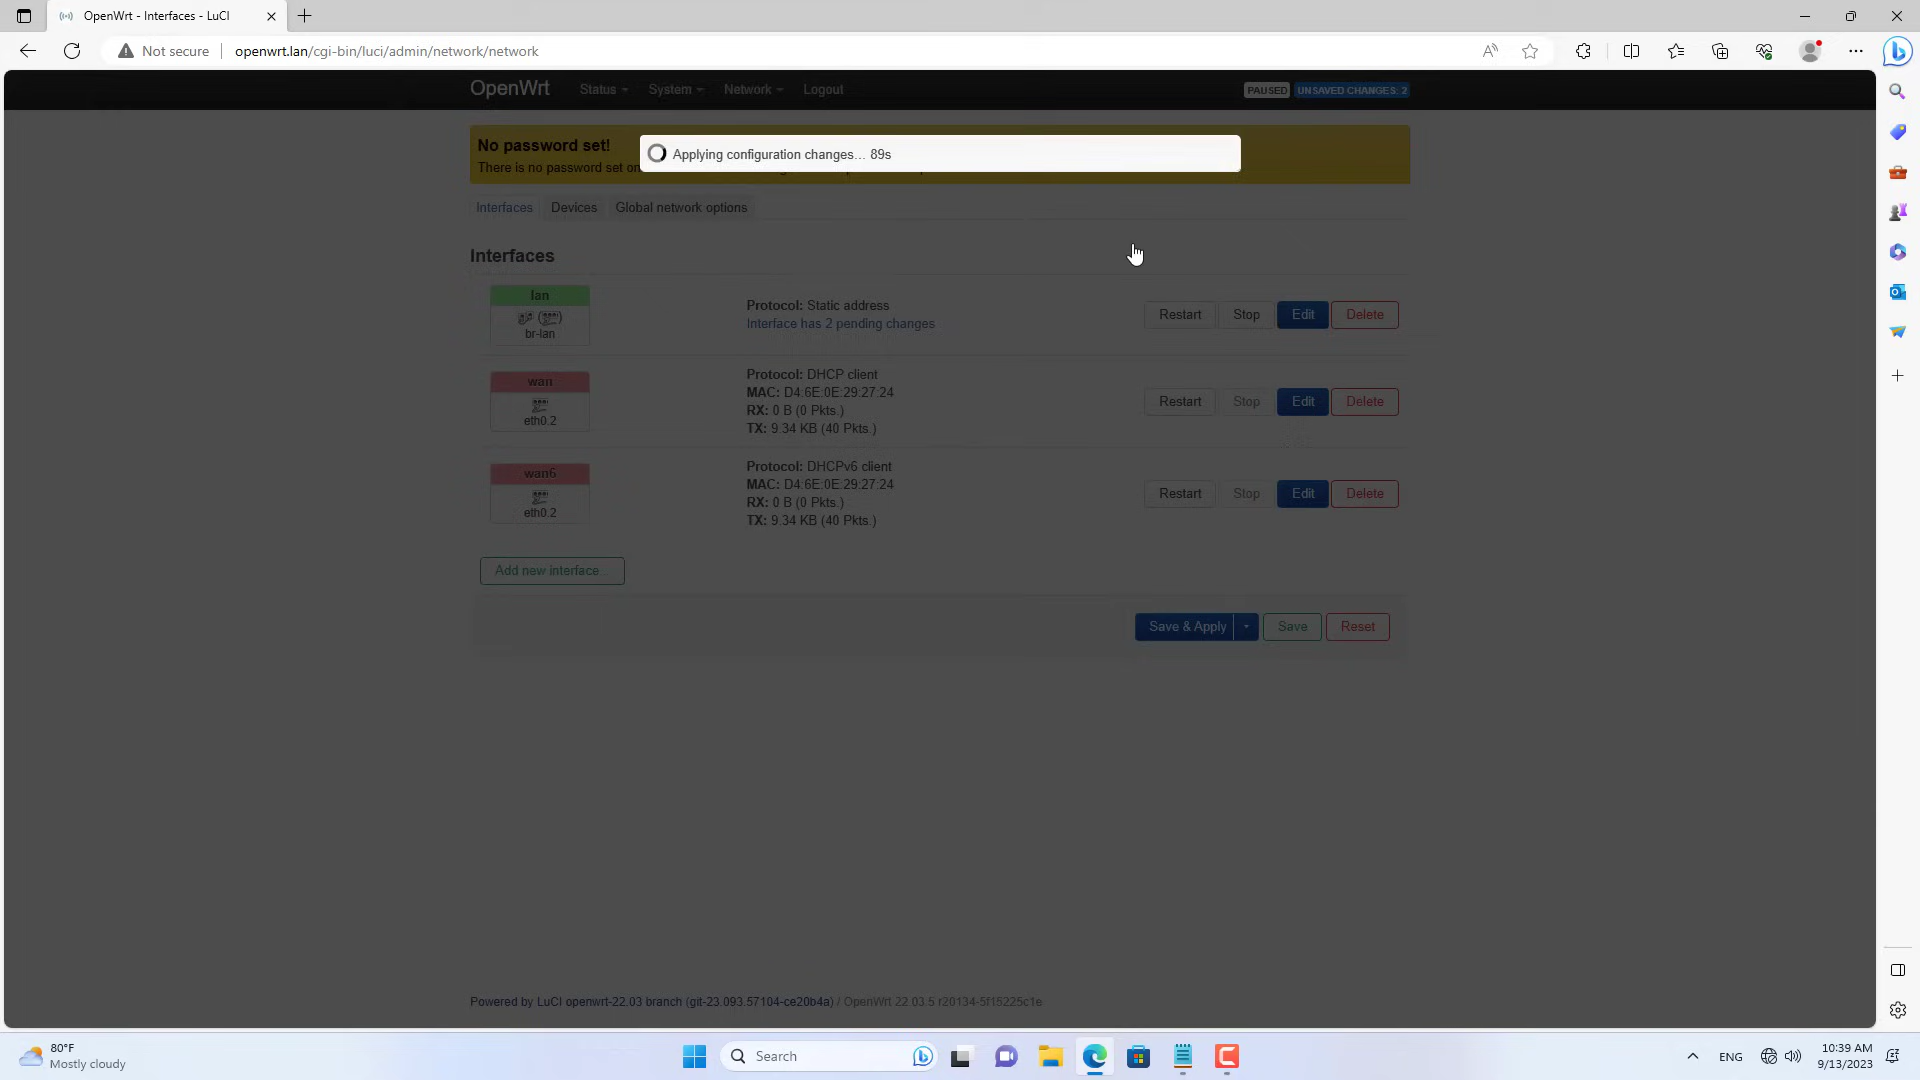 OpenWrt - Interfaces - LuCI
Not secure
openwrt.lan/cgi-bin/luci/admin/network/network
OpenWrt Status System Network Logout PAUSED UNSAVED CHANGES: 2
No password set!
There is no password set on
Applying configuration changes... 89s
Interfaces Devices Global network options
Interfaces
lan
br-lan
Protocol: Static address
Interface has 2 pending changes
Restart Stop Edit Delete
wan
eth0.2
Protocol: DHCP client
MAC: D4:6E:0E:29:27:24
RX: 0 B (0 Pkts.)
TX: 9.34 KB (40 Pkts.)
Restart Stop Edit Delete
wan6
eth0.2
Protocol: DHCPv6 client
MAC: D4:6E:0E:29:27:24
RX: 0 B (0 Pkts.)
TX: 9.34 KB (40 Pkts.)
Restart Stop Edit Delete
Add new interface...
Save & Apply Save Reset
Powered by LuCI openwrt-22.03 branch (git-23.093.57104-ce20b4a) / OpenWrt 22.03.5 r20134-5f15225c1e
80°F
Mostly cloudy
Search
ENG
10:39 AM
9/13/2023